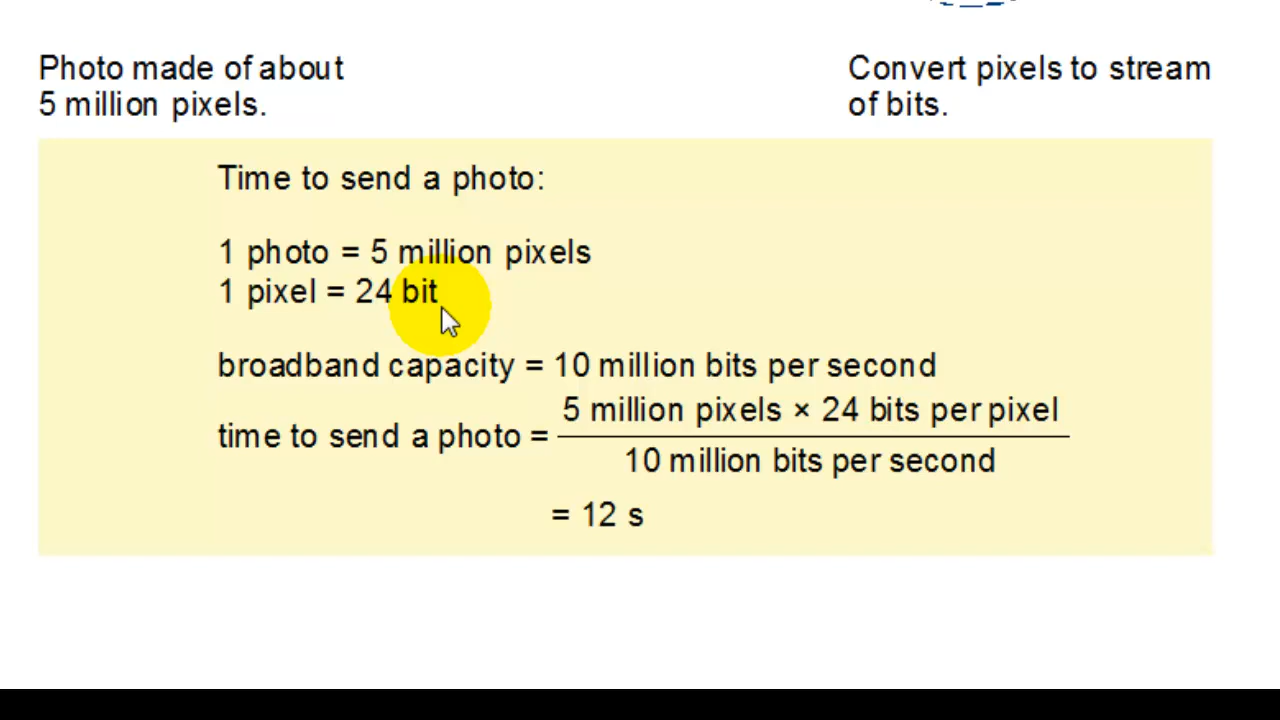 Photo made of about
5 million pixels.
Convert pixels to stream
of bits.
Time to send a photo:
1 photo = 5 million pixels
1 pixel = 24 bit
broadband capacity = 10 million bits per second
time to send a photo = 5 million pixels × 24 bits per pixel
10 million bits per second
= 12 s